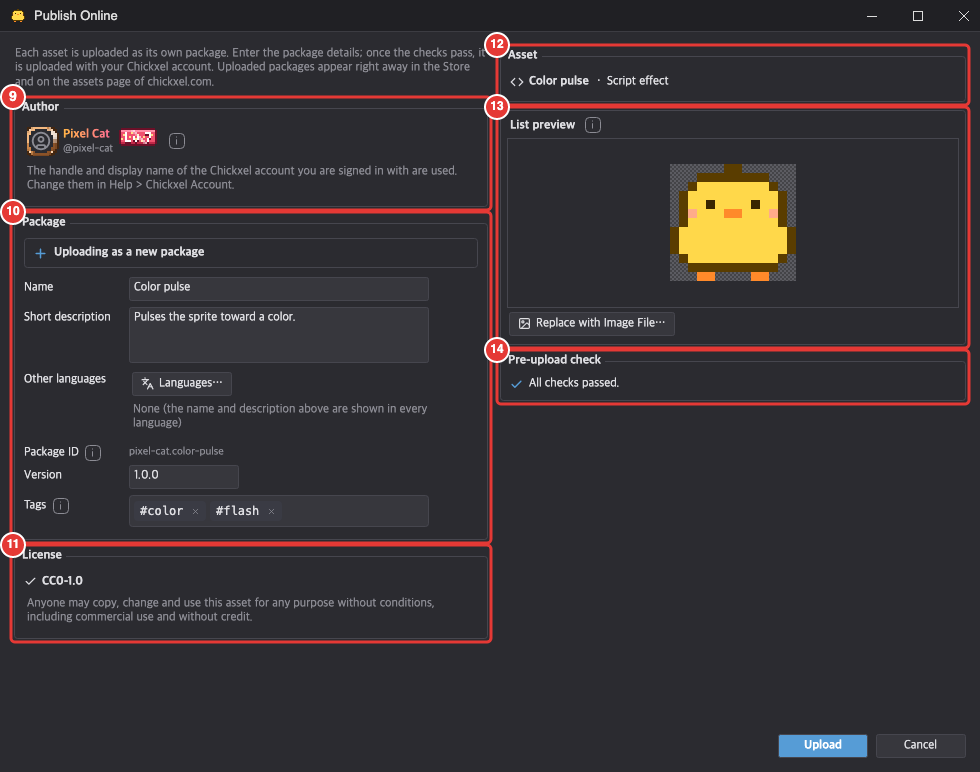 Publish Online
Each asset is uploaded as its own package. Enter the package details; once the checks pass, it
is uploaded with your Chickxel account. Uploaded packages appear right away in the Store
and on the assets page of chickxel.com.
9
Author
Pixel Cat
Lv.7
@pixel-cat
The handle and display name of the Chickxel account you are signed in with are used.
Change them in Help > Chickxel Account.
10
Package
Uploading as a new package
Name
Color pulse
Short description
Pulses the sprite toward a color.
Other languages
Languages···
None (the name and description above are shown in every
language)
Package ID
pixel-cat.color-pulse
Version
1.0.0
Tags
#color ×
#flash ×
11
License
CC0-1.0
Anyone may copy, change and use this asset for any purpose without conditions,
including commercial use and without credit.
12
Asset
Color pulse · Script effect
13
List preview
Replace with Image File···
14
Pre-upload check
All checks passed.
Upload
Cancel